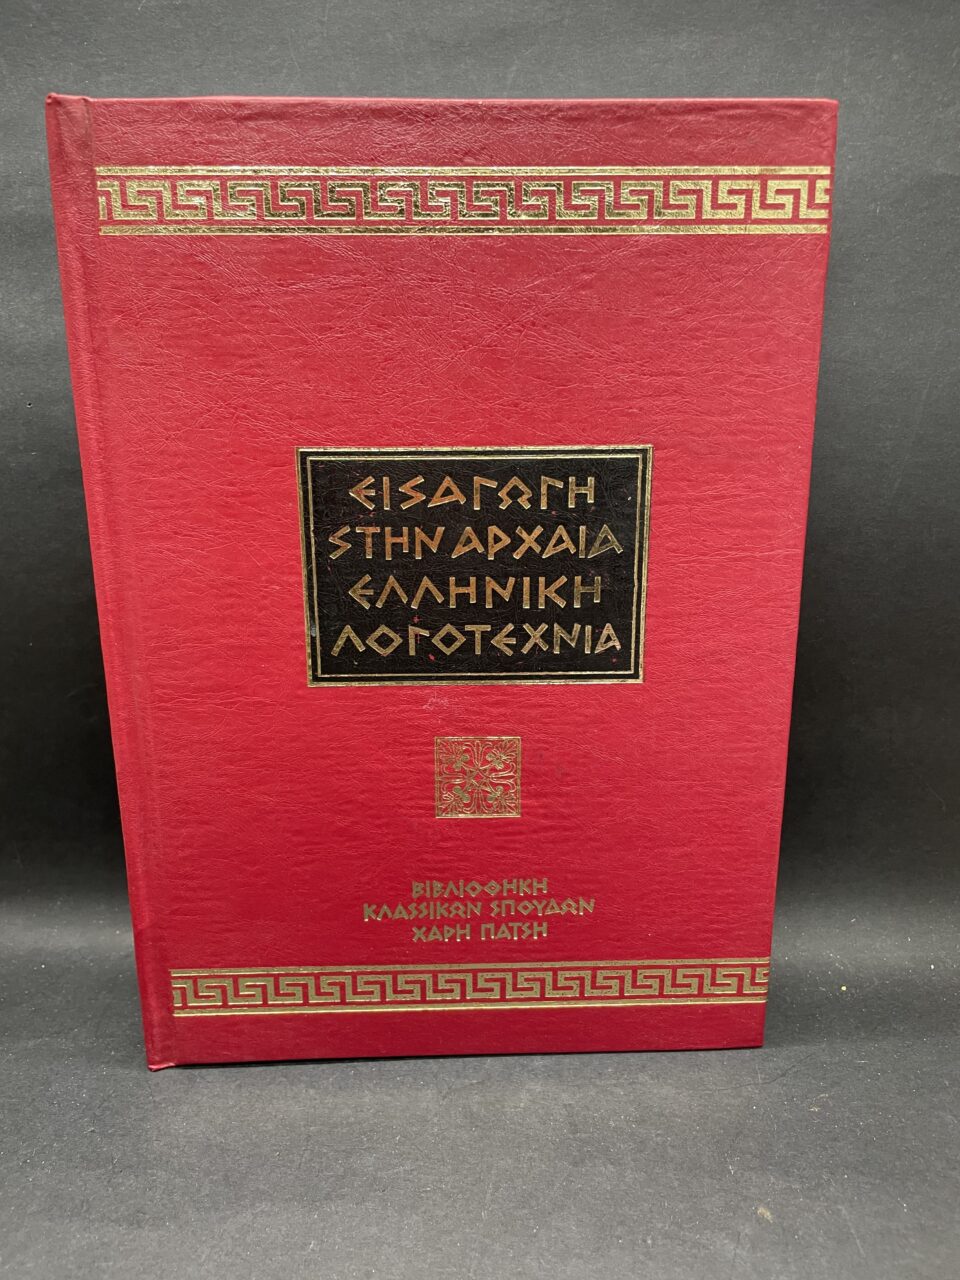 ΕΙΣΑΓΩΓΗ
ΣΤΗΝ ΑΡΧΑΙΑ
ΕΛΛΗΝΙΚΗ
ΛΟΓΟΤΕΧΝΙΑ
ΒΙΒΛΙΟΘΗΚΗ
ΚΛΑΣΣΙΚΩΝ ΣΠΟΥΔΩΝ
ΧΑΡΗ ΠΑΤΣΗ